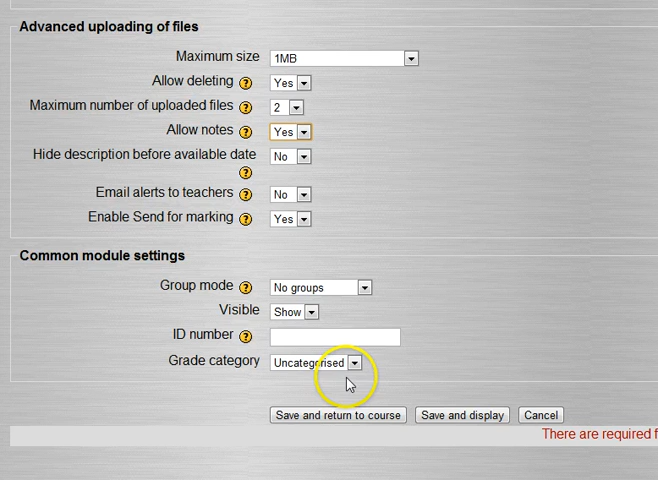 Advanced uploading of files
Maximum size 1MB
Allow deleting ? Yes
Maximum number of uploaded files ? 2
Allow notes ? Yes
Hide description before available date ? No
Email alerts to teachers ? No
Enable Send for marking ? Yes
Common module settings
Group mode ? No groups
Visible Show
ID number ?
Grade category Uncategorised
Save and return to course Save and display Cancel
There are required f